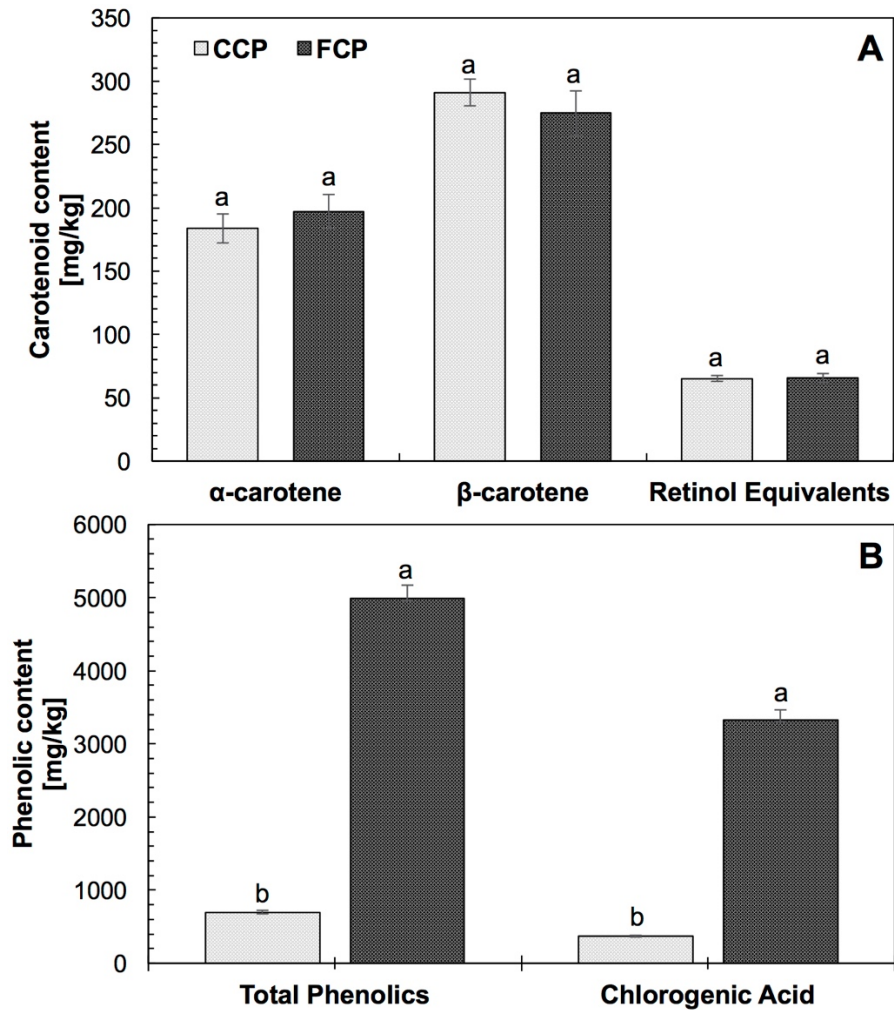 350
300
250
200
150
100
50
0
Carotenoid content
[mg/kg]
CCP FCP
A
a a a a a a
α-carotene β-carotene Retinol Equivalents
6000
5000
4000
3000
2000
1000
0
Phenolic content
[mg/kg]
B
b a b a
Total Phenolics Chlorogenic Acid